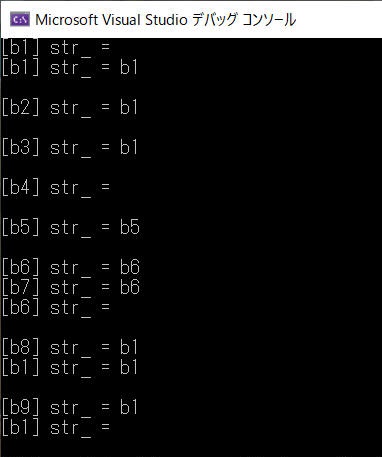 C:\ Microsoft Visual Studio デバッグ コンソール
[b1] str_ =
[b1] str_ = b1
[b2] str_ = b1
[b3] str_ = b1
[b4] str_ =
[b5] str_ = b5
[b6] str_ = b6
[b7] str_ = b6
[b6] str_ =
[b8] str_ = b1
[b1] str_ = b1
[b9] str_ = b1
[b1] str_ =